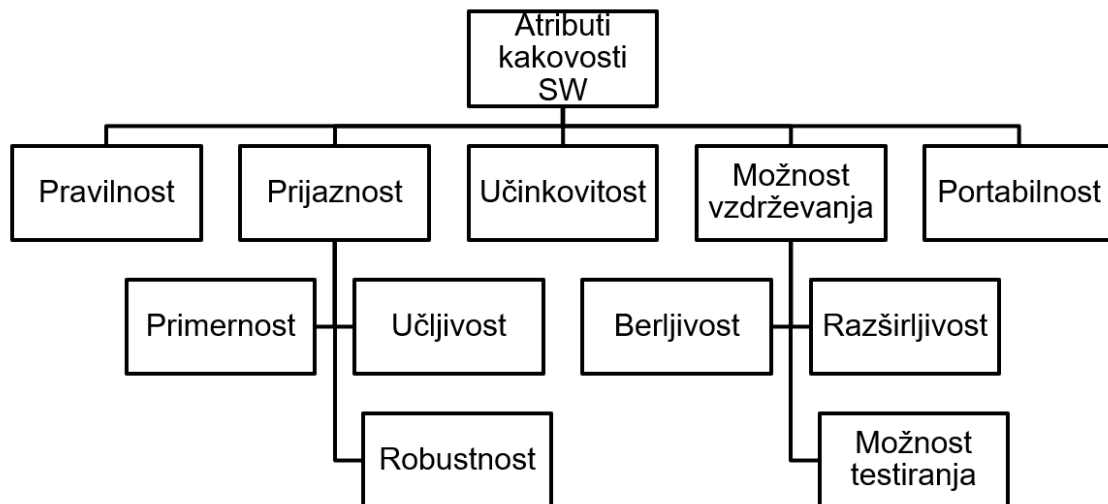 Atributi
kakovosti
SW
Pravilnost
Prijaznost
Učinkovitost
Možnost
vzdrževanja
Portabilnost
Primernost
Učljivost
Berljivost
Razširljivost
Robustnost
Možnost
testiranja